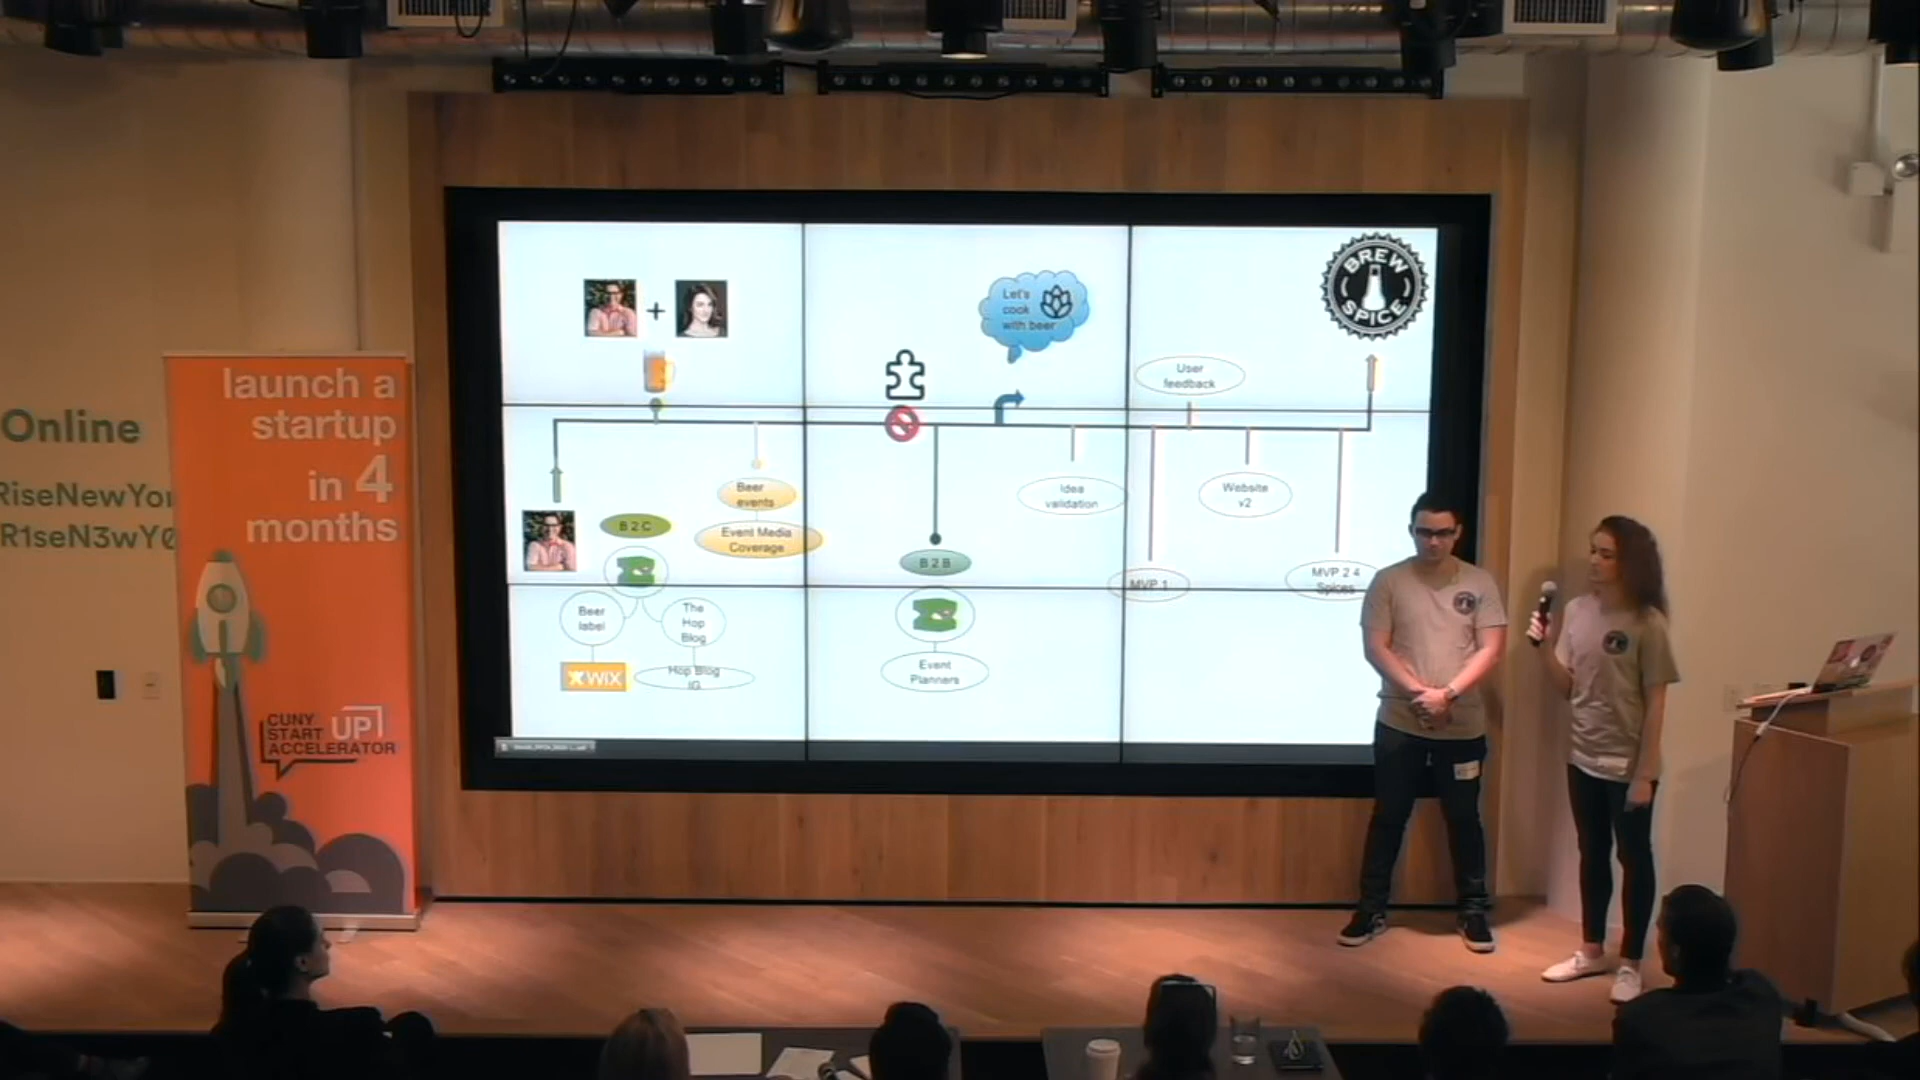 Online
RiseNewYor
R1seN3wY0
launch a
startup
in 4
months
CUNY
START UP
ACCELERATOR
+
Let's
cook
with beer
BREW
SPICE
User
feedback
Beer
events
Event Media
Coverage
B2C
Beer
label
The
Hop
Blog
WIX
Hop Blog
IG
B2B
Event
Planners
Idea
validation
MVP 1
Website
v2
MVP 2 4
Spices